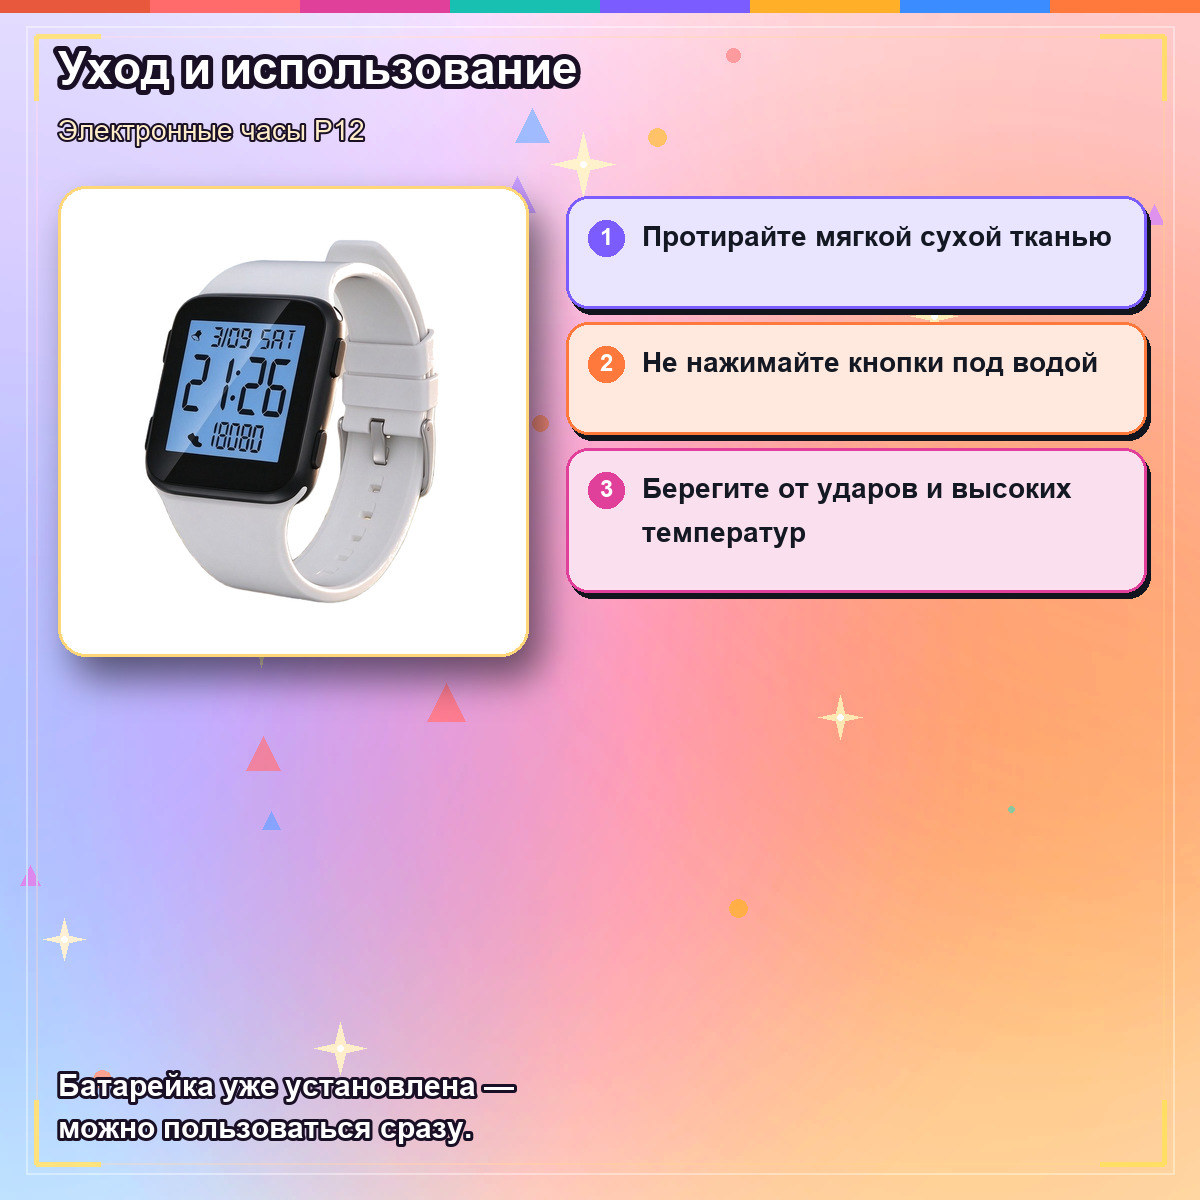 Уход и использование
Электронные часы P12
3/09 SAT
21:26
18080
1 Протирайте мягкой сухой тканью
2 Не нажимайте кнопки под водой
3 Берегите от ударов и высоких
температур
Батарейка уже установлена —
можно пользоваться сразу.